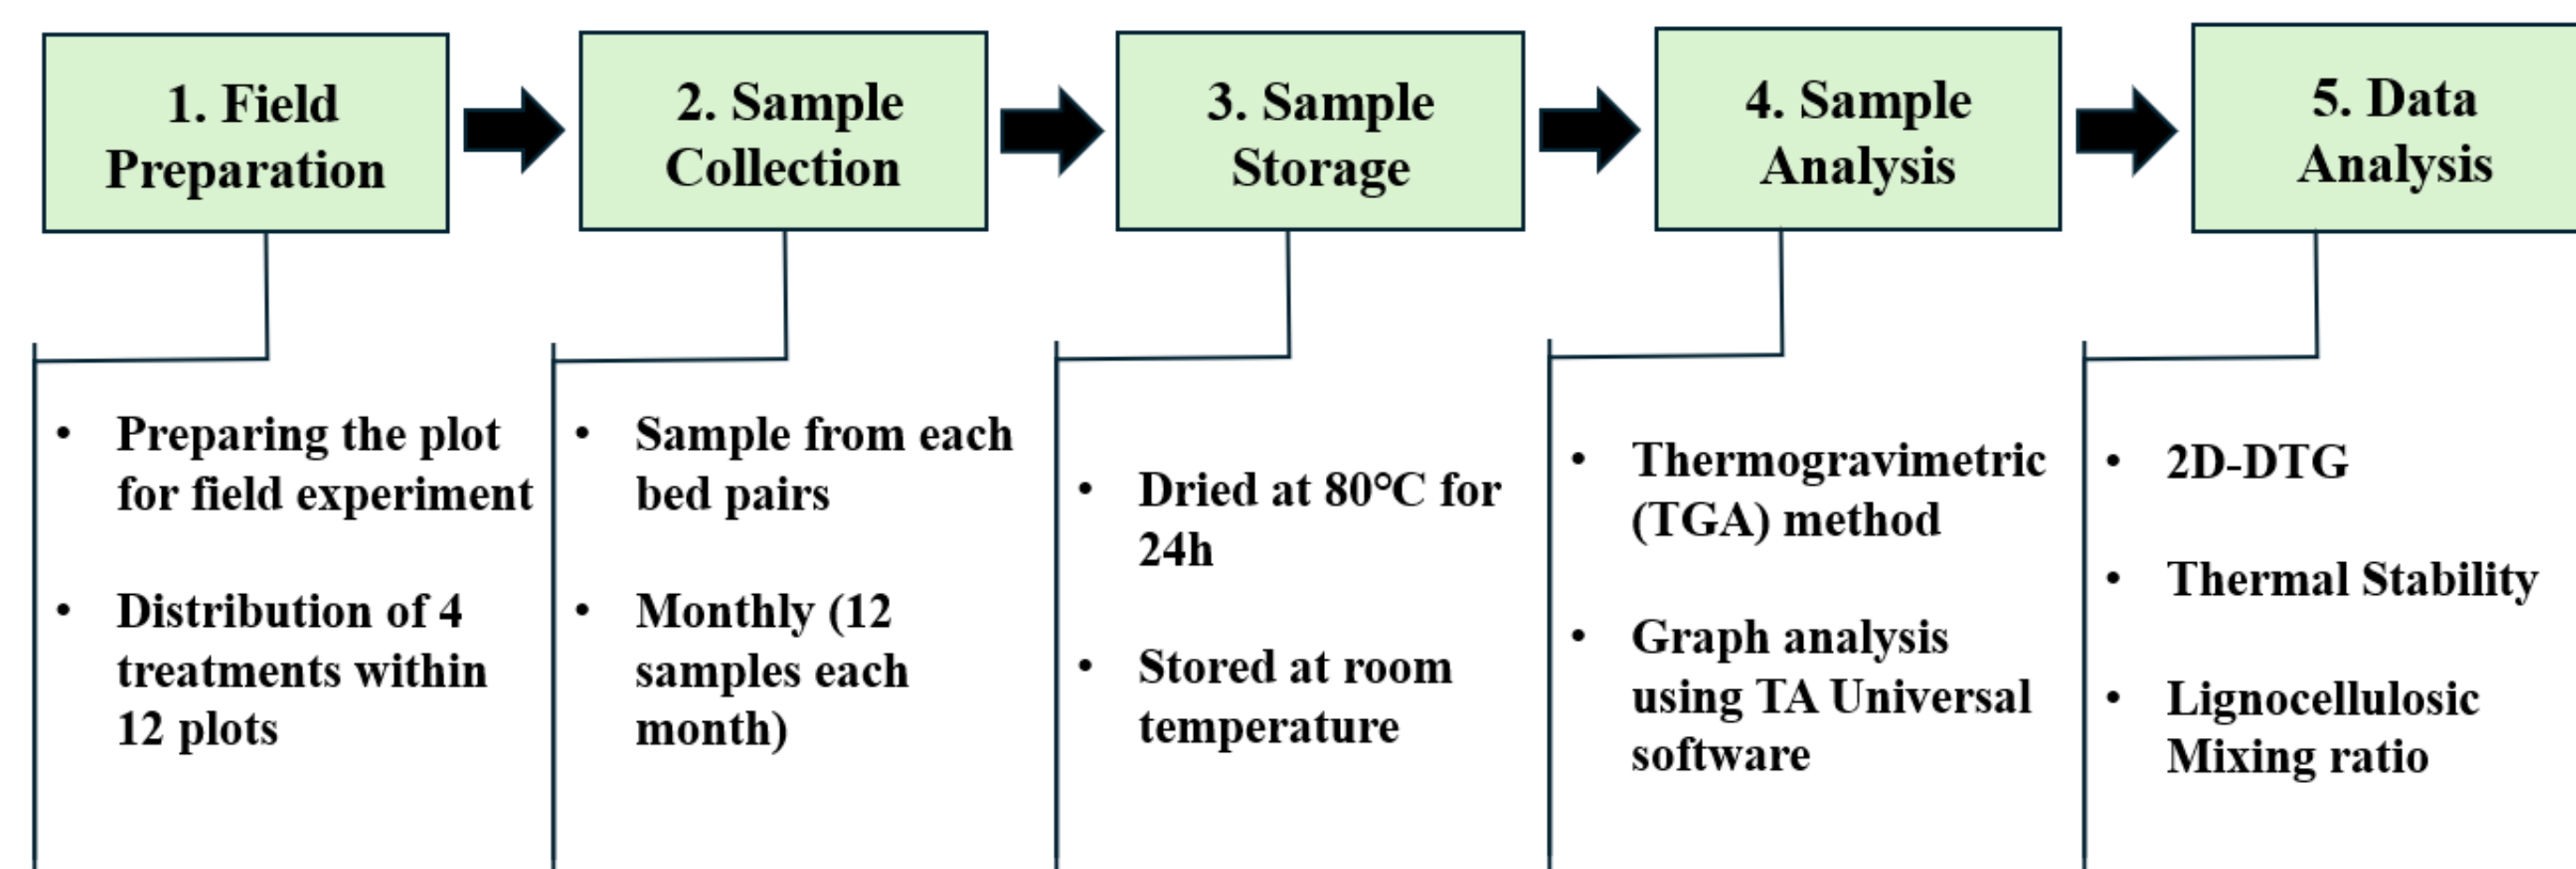 1. Field
Preparation
2. Sample
Collection
3. Sample
Storage
4. Sample
Analysis
5. Data
Analysis
• Preparing the plot
for field experiment
• Distribution of 4
treatments within
12 plots
• Sample from each
bed pairs
• Monthly (12
samples each
month)
• Dried at 80°C for
24h
• Stored at room
temperature
• Thermogravimetric
(TGA) method
• Graph analysis
using TA Universal
software
• 2D-DTG
• Thermal Stability
• Lignocellulosic
Mixing ratio